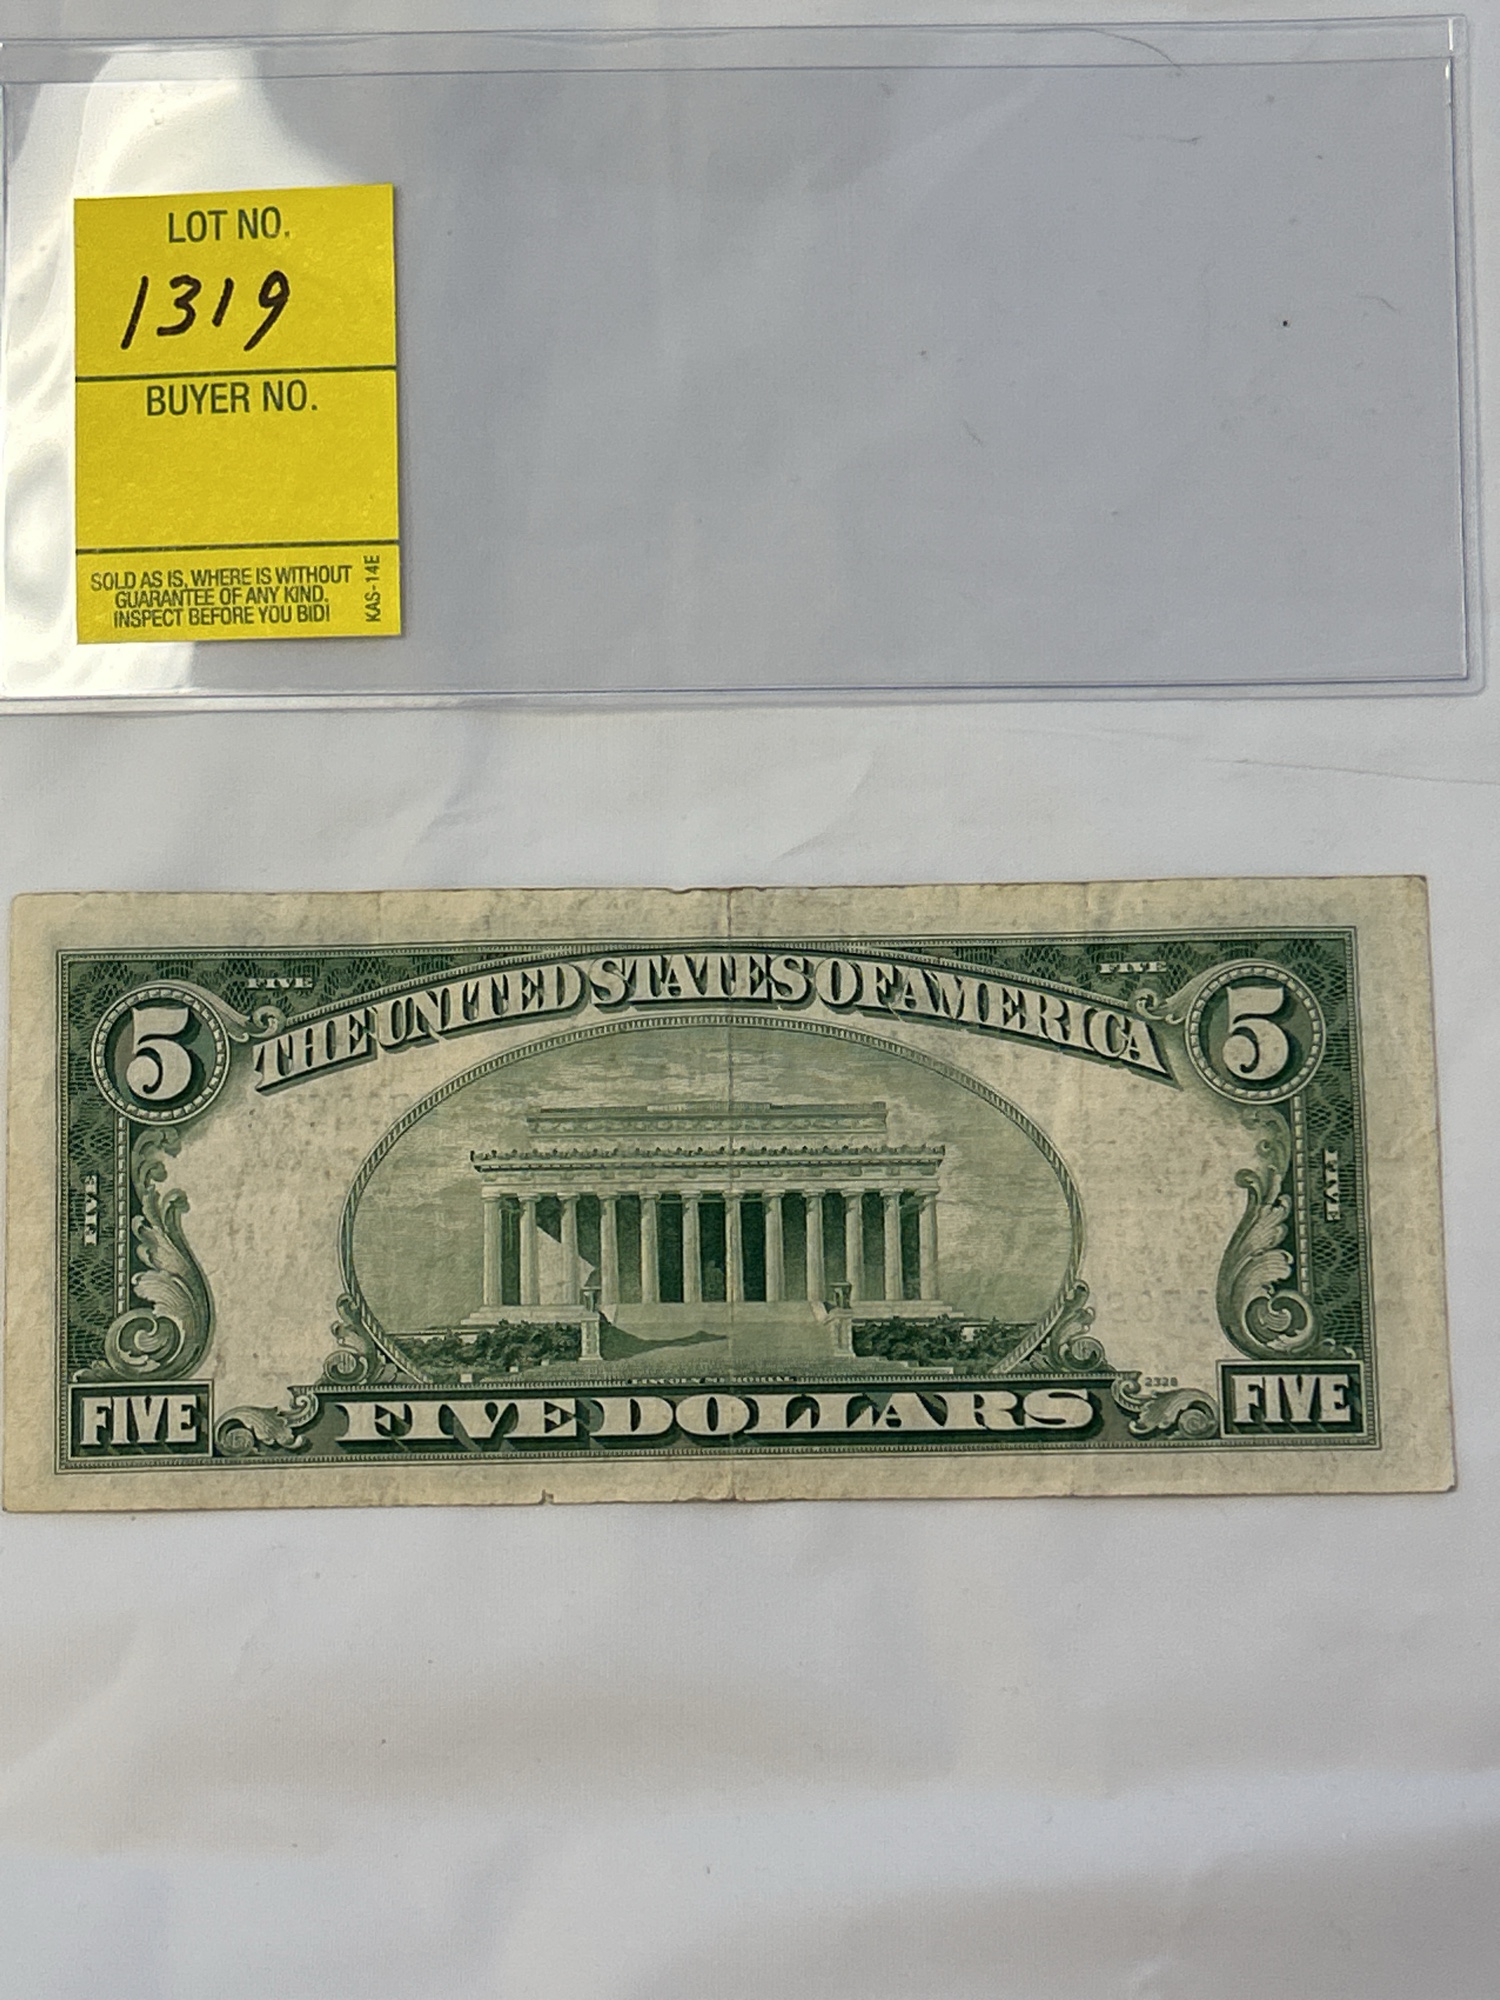 LOT NO.
1319
BUYER NO.
SOLD AS IS, WHERE IS WITHOUT
GUARANTEE OF ANY KIND.
INSPECT BEFORE YOU BID!
KAS-14E
FIVE
FIVE
5
THE UNITED STATES OF AMERICA
5
FIVE
FIVE
LINCOLN MEMORIAL
2328
FIVE
FIVE DOLLARS
FIVE